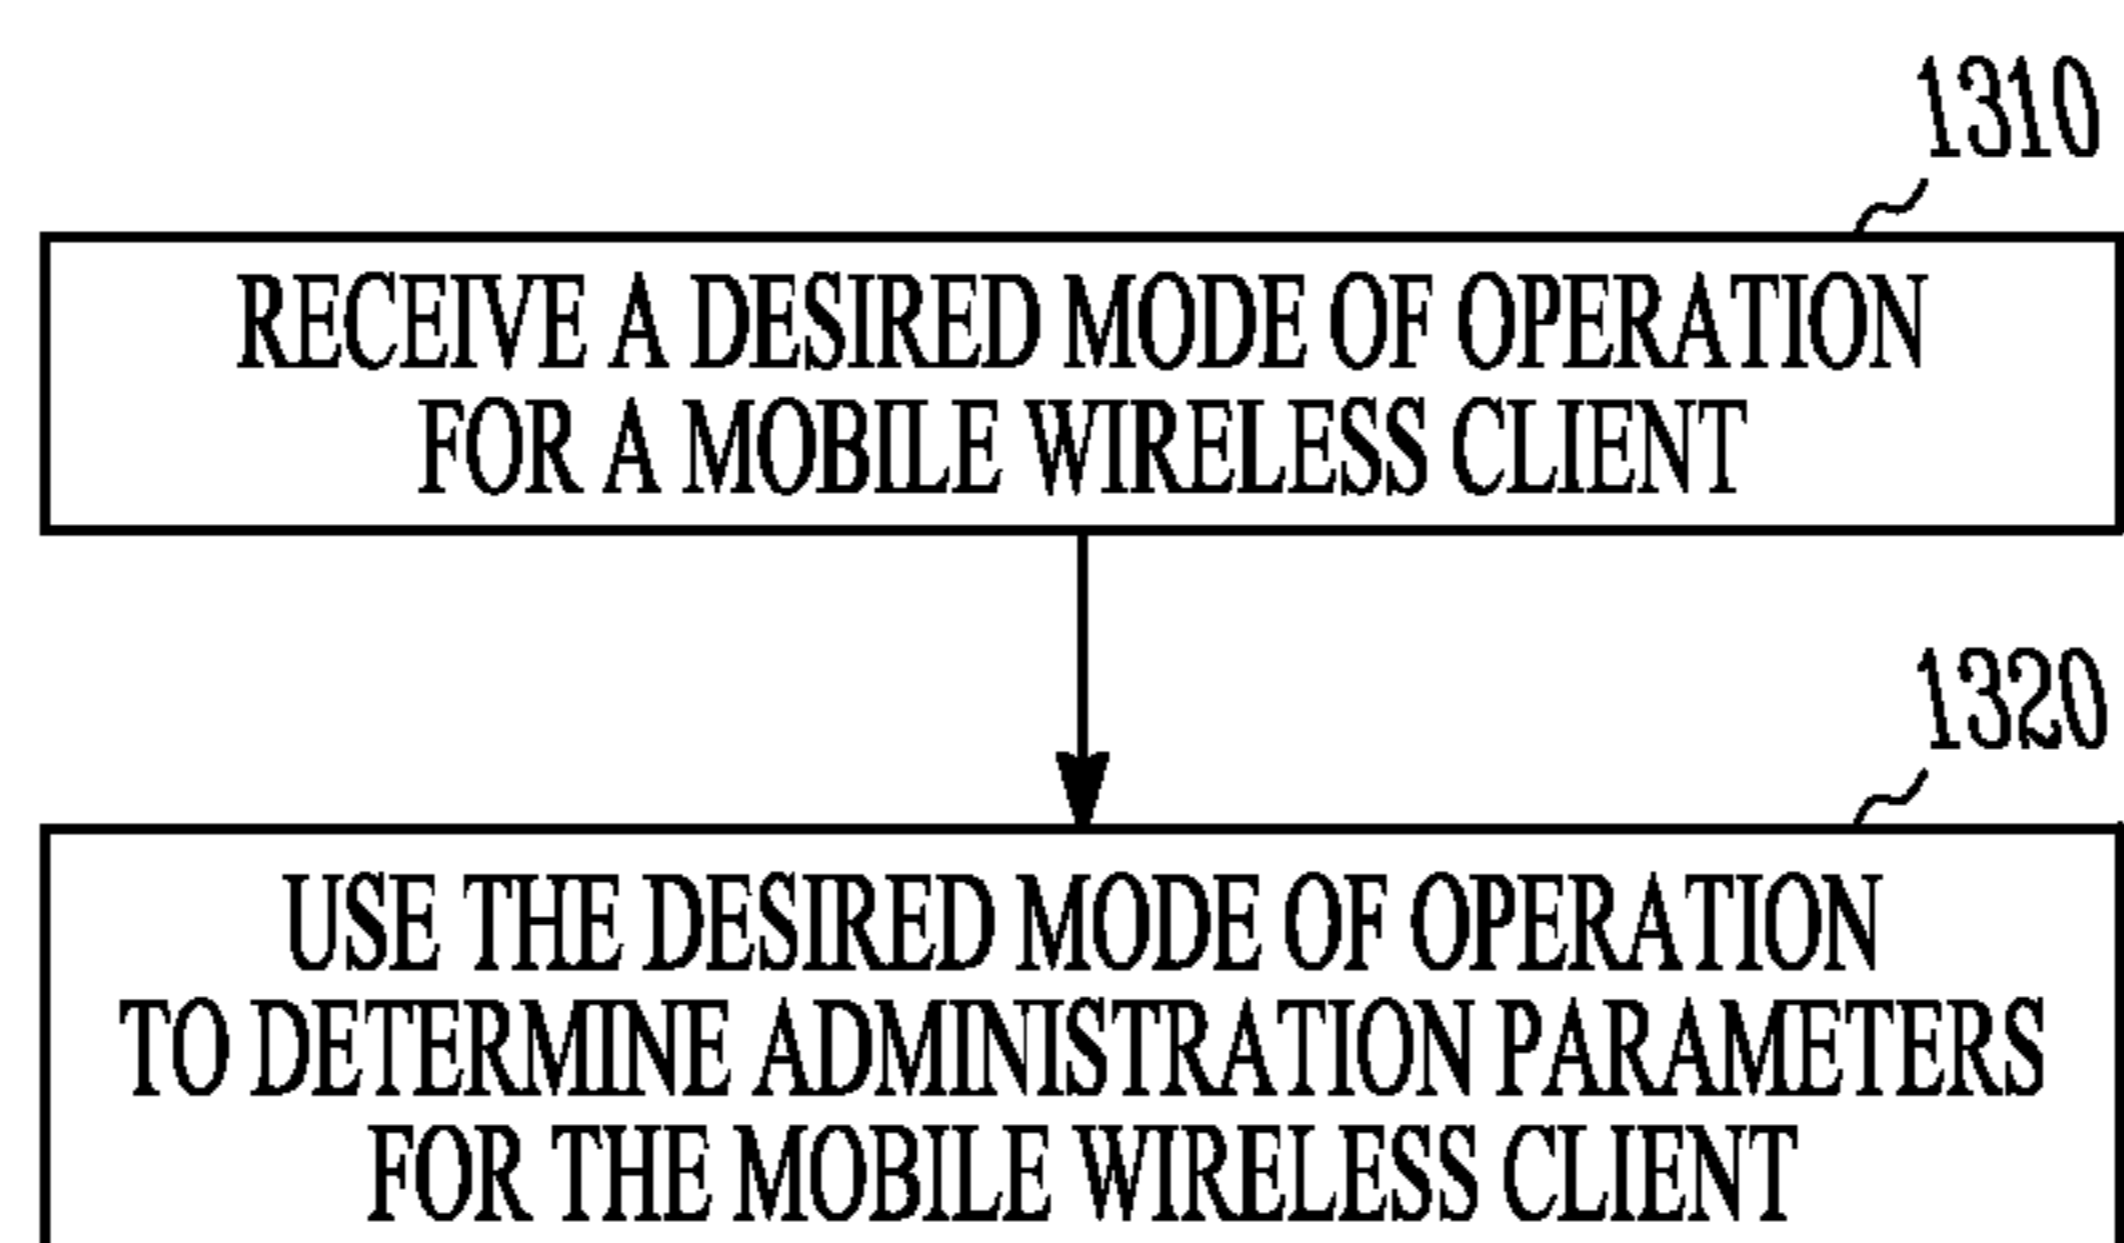 1310
RECEIVE A DESIRED MODE OF OPERATION
FOR A MOBILE WIRELESS CLIENT
1320
USE THE DESIRED MODE OF OPERATION
TO DETERMINE ADMINISTRATION PARAMETERS
FOR THE MOBILE WIRELESS CLIENT